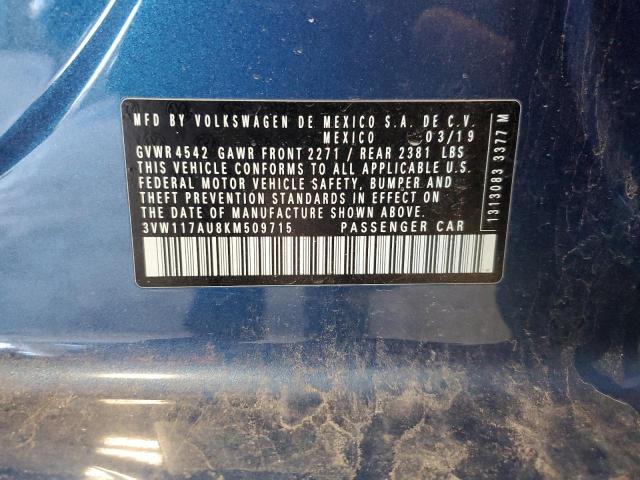 MFD BY VOLKSWAGEN DE MEXICO S.A. DE C.V.
MEXICO 03/19
GVWR 4542 GAWR FRONT 2271 / REAR 2381 LBS
THIS VEHICLE CONFORMS TO ALL APPLICABLE U.S.
FEDERAL MOTOR VEHICLE SAFETY, BUMPER AND
THEFT PREVENTION STANDARDS IN EFFECT ON
THE DATE OF MANUFACTURE SHOWN ABOVE.
3VW117AU8KM509715 PASSENGER CAR
1313083 3377 M